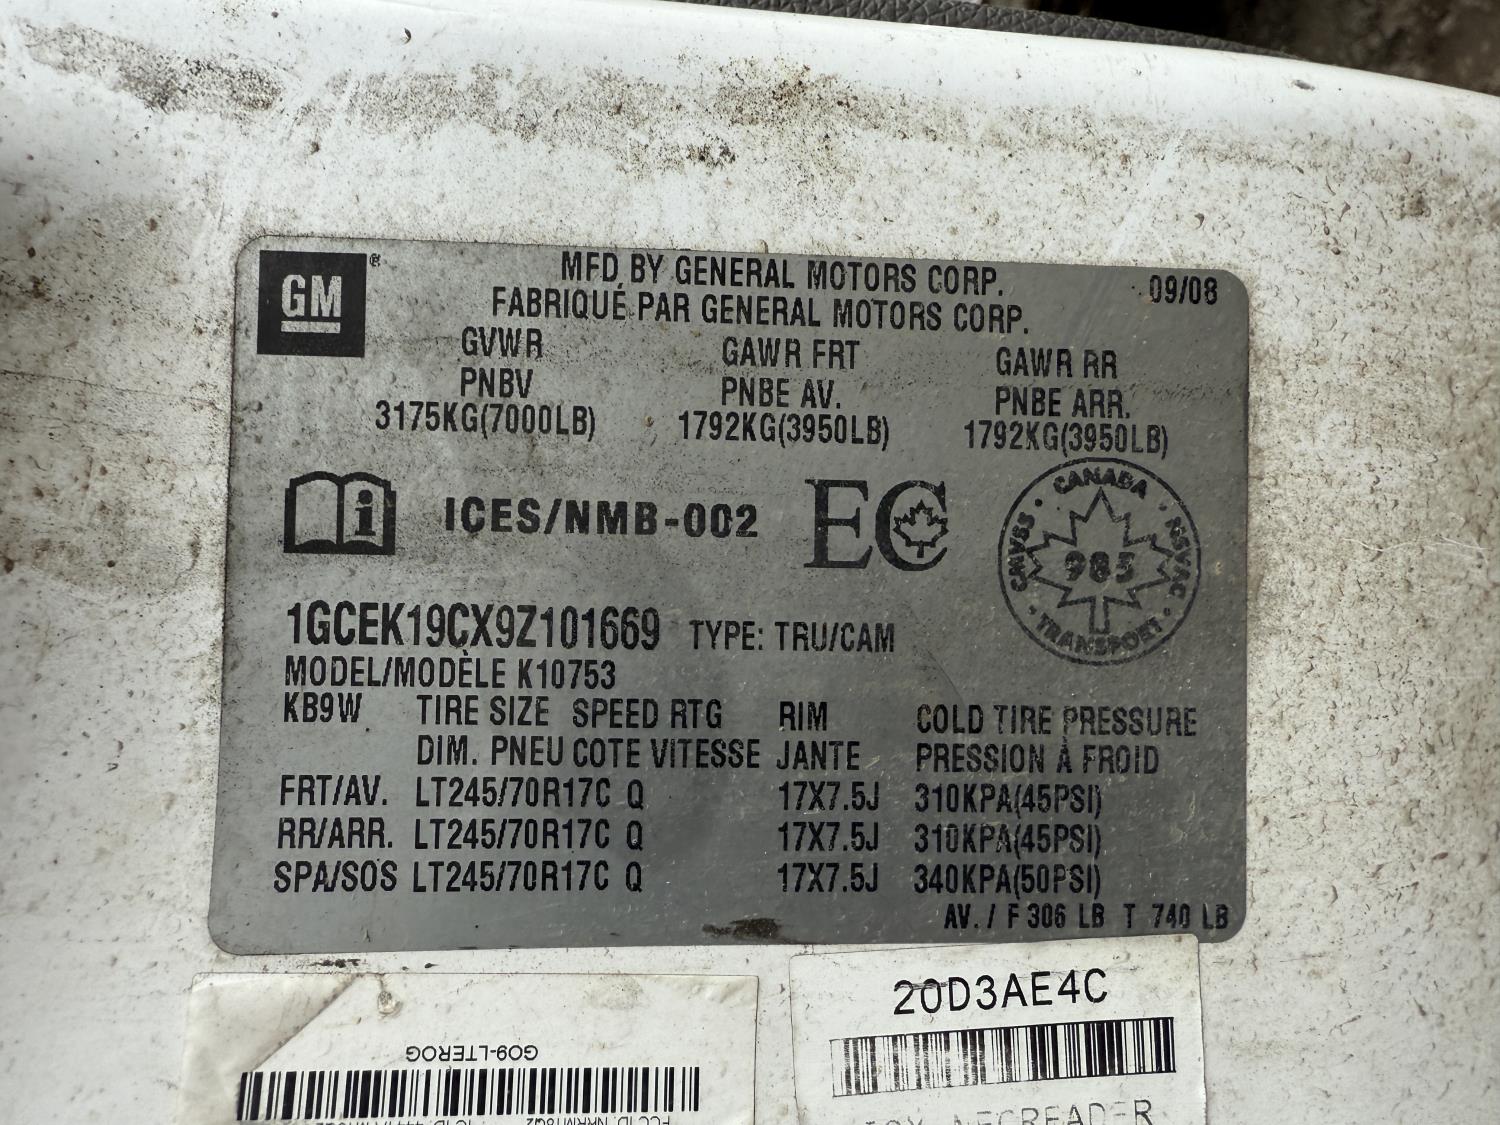 GM®
MFD BY GENERAL MOTORS CORP.
09/08
FABRIQUÉ PAR GENERAL MOTORS CORP.
GVWR GAWR FRT GAWR RR
PNBV PNBE AV. PNBE ARR.
3175KG(7000LB) 1792KG(3950LB) 1792KG(3950LB)
i ICES/NMB-002 EC
CANADA
CMVSS 985 NSVAC
TRANSPORT
1GCEK19CX9Z101669 TYPE: TRU/CAM
MODEL/MODÈLE K10753
KB9W TIRE SIZE SPEED RTG RIM COLD TIRE PRESSURE
DIM. PNEU COTE VITESSE JANTE PRESSION À FROID
FRT/AV. LT245/70R17C Q 17X7.5J 310KPA(45PSI)
RR/ARR. LT245/70R17C Q 17X7.5J 310KPA(45PSI)
SPA/SOS LT245/70R17C Q 17X7.5J 340KPA(50PSI)
AV. / F 306 LB T 740 LB
20D3AE4C
GO9-LTEROG